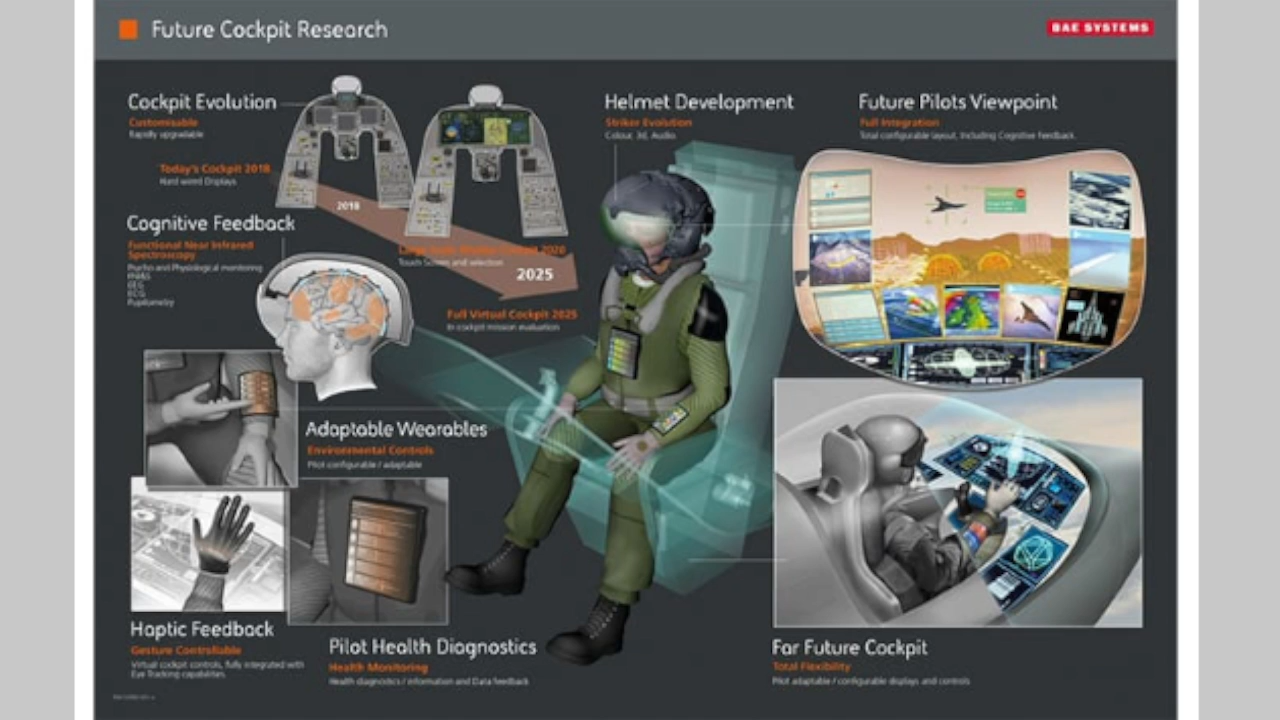 Future Cockpit Research
BAE SYSTEMS
Cockpit Evolution
Customisable
Rapidly upgradable
Today's Cockpit 2018
Hard wired Displays
2018
Cockpit 2020
Touch Screen and selection
2025
Full Virtual Cockpit 2025
In cockpit mission evaluation
Cognitive Feedback
Functional Near Infrared
Spectroscopy
Psycho and Physiological monitoring
fNIRS
EEG
ECG
Pupilometry
Helmet Development
Striker Evolution
Colour, 3d, Audio
Future Pilots Viewpoint
Full Integration
Total configurable layout, including Cognitive Feedback.
Adaptable Wearables
Environmental Controls
Pilot configurable / adaptable
Haptic Feedback
Gesture Controllable
Virtual cockpit controls, fully integrated with
Eye Tracking capabilities.
Pilot Health Diagnostics
Health Monitoring
Health diagnostics / information and Data feedback
Far Future Cockpit
Total Flexibility
Pilot adaptable / configurable displays and controls